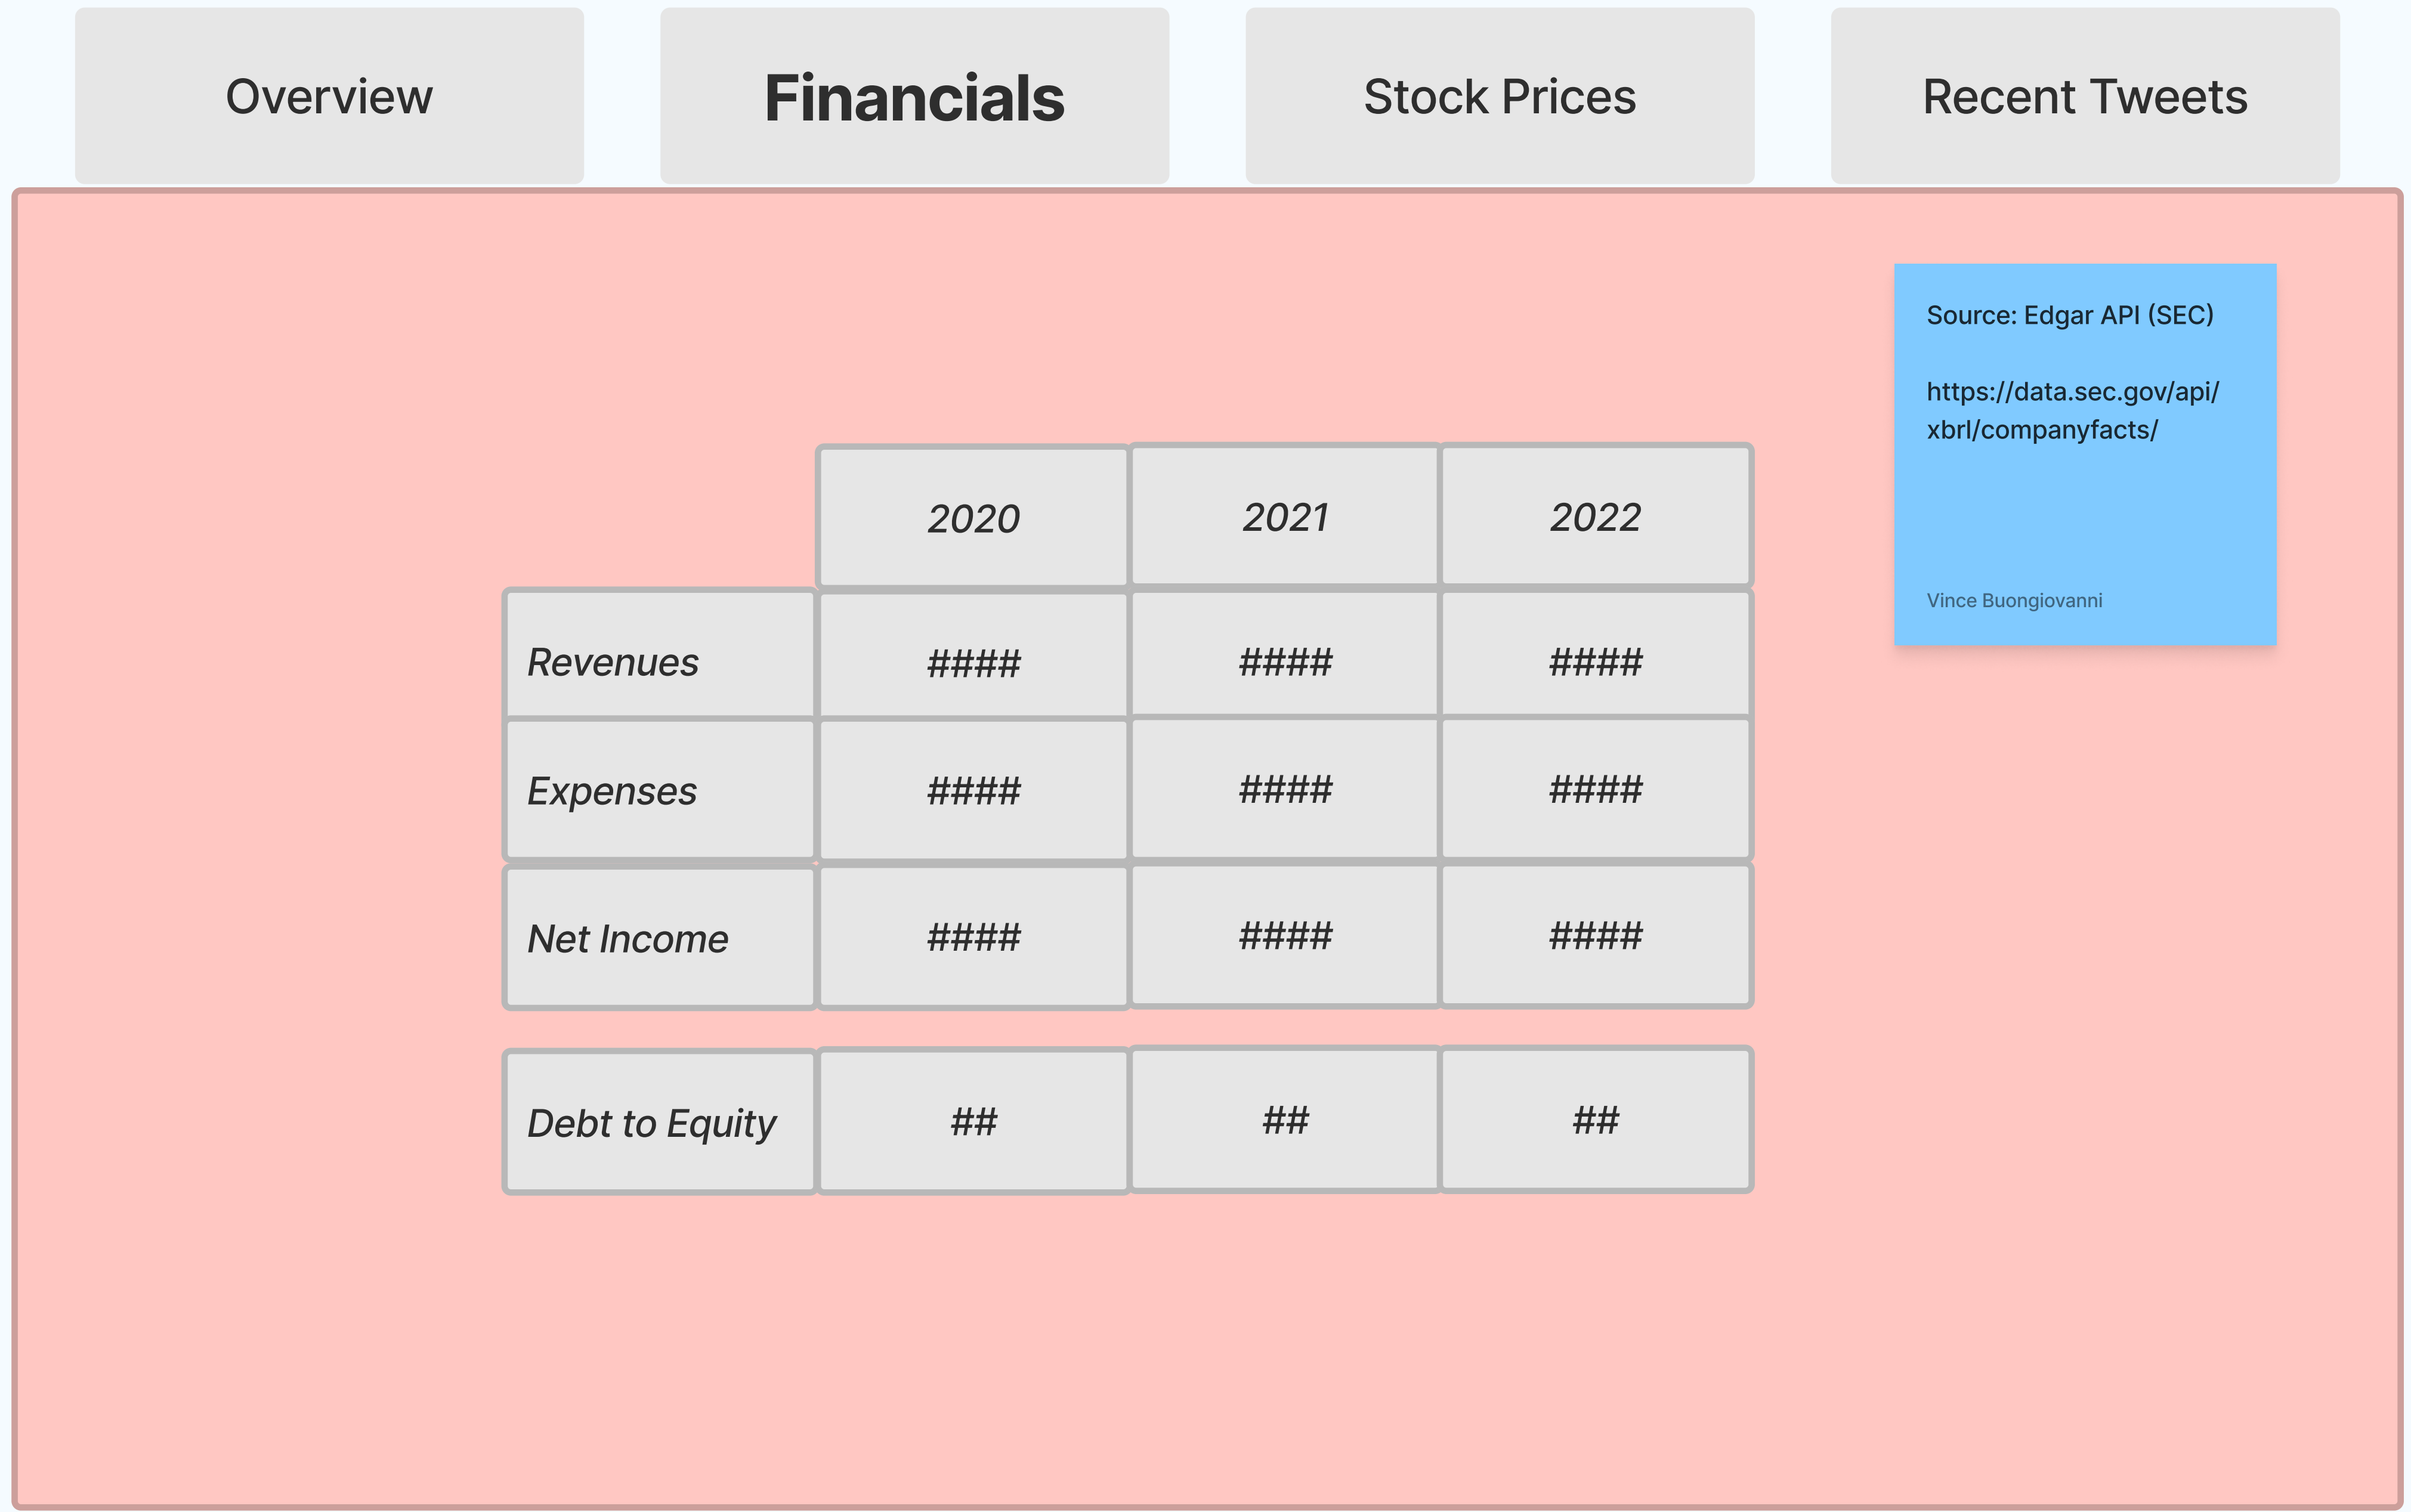 Overview Financials Stock Prices Recent Tweets
Source: Edgar API (SEC)
https://data.sec.gov/api/
xbrl/companyfacts/
Vince Buongiovanni
2020 2021 2022
Revenues #### #### ####
Expenses #### #### ####
Net Income #### #### ####
Debt to Equity ## ## ##